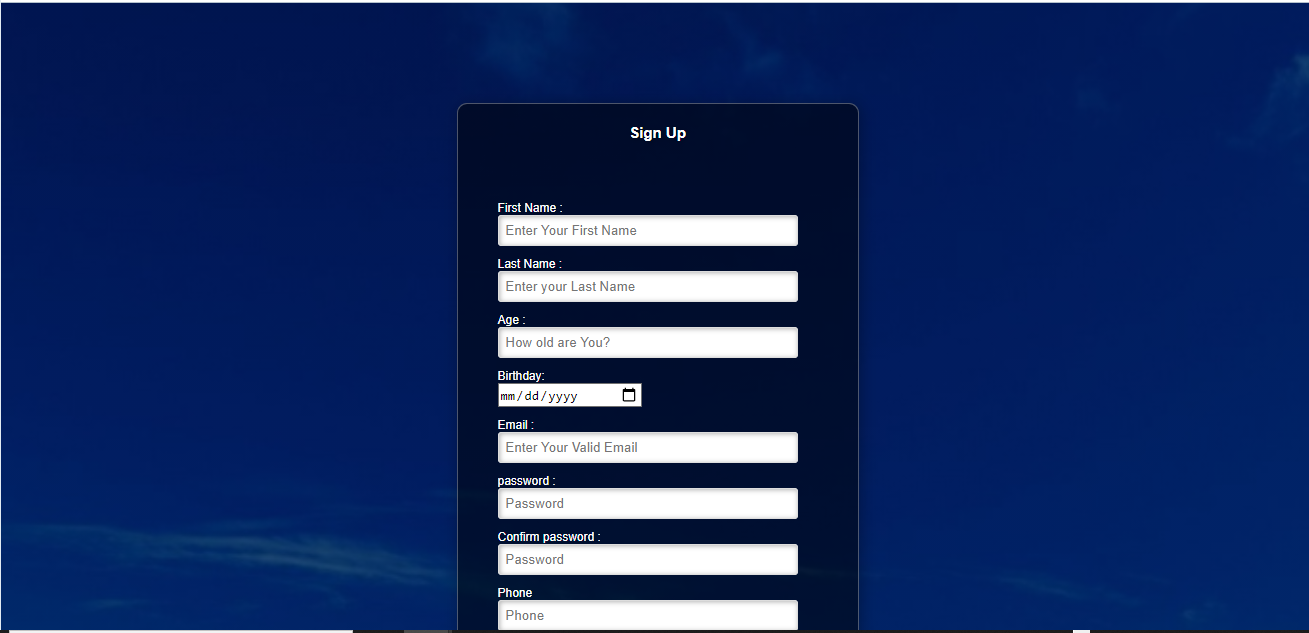 Sign Up
First Name :
Enter Your First Name
Last Name :
Enter your Last Name
Age :
How old are You?
Birthday:
mm/dd/yyyy
Email :
Enter Your Valid Email
password :
Password
Confirm password :
Password
Phone
Phone